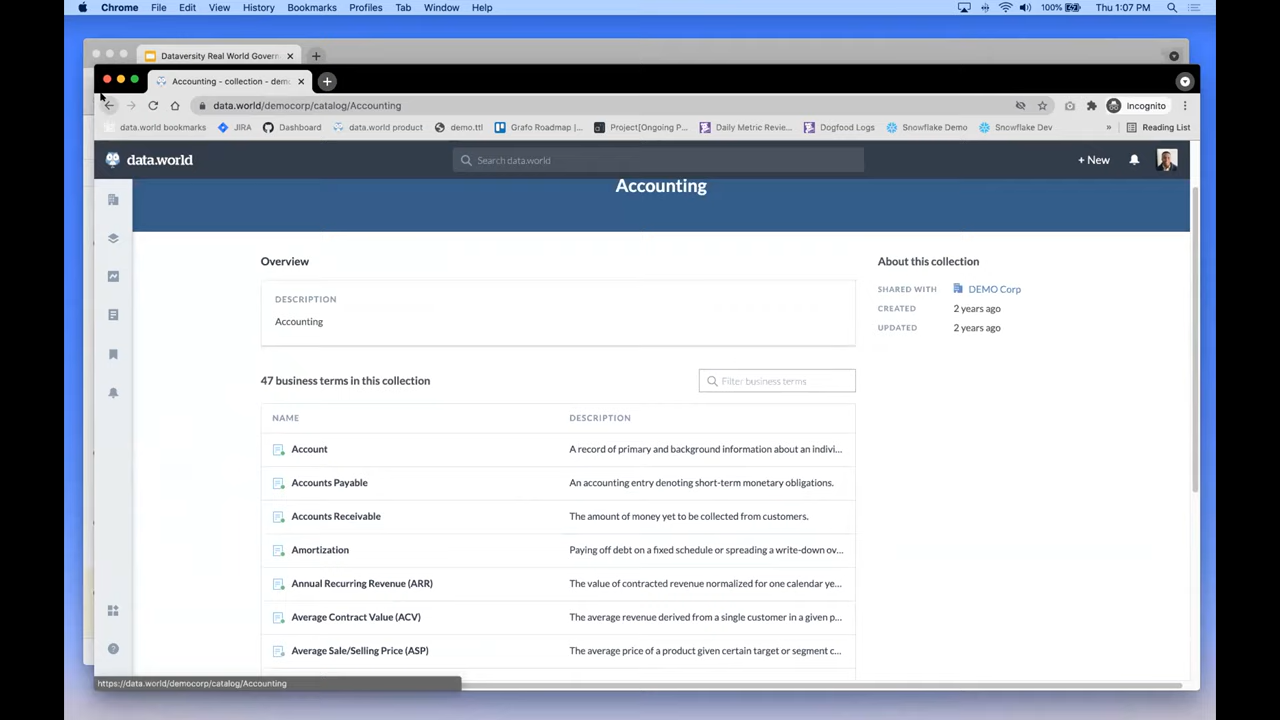 Chrome File Edit View History Bookmarks Profiles Tab Window Help 100% Thu 1:07 PM
Dataversity Real World Govern
Accounting - collection - demo
data.world/democorp/catalog/Accounting Incognito
data.world bookmarks JIRA Dashboard data.world product demo.ttl Grafo Roadmap |... Project[Ongoing P... Daily Metric Revie... Dogfood Logs Snowflake Demo Snowflake Dev » Reading List
data.world Search data.world + New
Accounting
Overview
About this collection
DESCRIPTION
Accounting
SHARED WITH DEMO Corp
CREATED 2 years ago
UPDATED 2 years ago
47 business terms in this collection Filter business terms
NAME DESCRIPTION
Account A record of primary and background information about an indivi...
Accounts Payable An accounting entry denoting short-term monetary obligations.
Accounts Receivable The amount of money yet to be collected from customers.
Amortization Paying off debt on a fixed schedule or spreading a write-down ov...
Annual Recurring Revenue (ARR) The value of contracted revenue normalized for one calendar ye...
Average Contract Value (ACV) The average revenue derived from a single customer in a given p...
Average Sale/Selling Price (ASP) The average price of a product given certain target or segment c...
https://data.world/democorp/catalog/Accounting